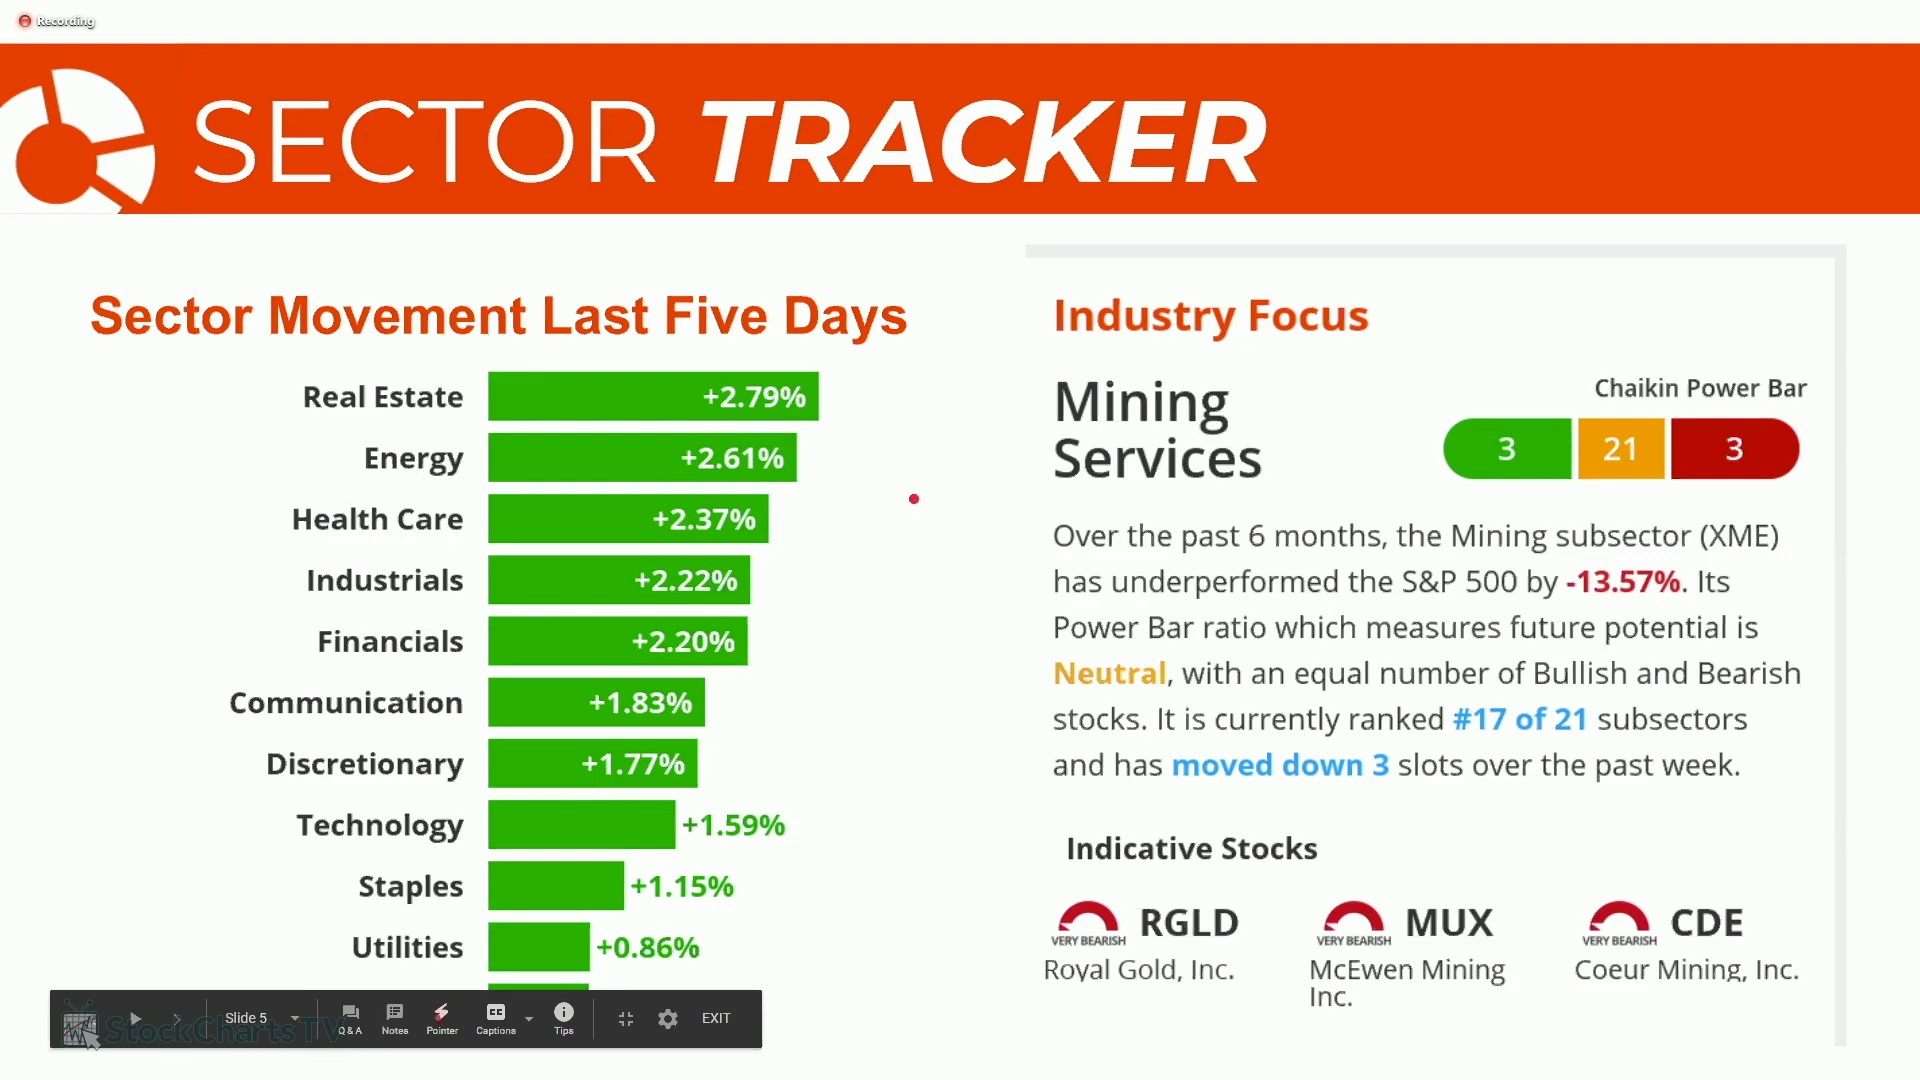 Recording
SECTOR TRACKER
Sector Movement Last Five Days
Real Estate +2.79%
Energy +2.61%
Health Care +2.37%
Industrials +2.22%
Financials +2.20%
Communication +1.83%
Discretionary +1.77%
Technology +1.59%
Staples +1.15%
Utilities +0.86%
Industry Focus
Mining
Services
Chaikin Power Bar
3 21 3
Over the past 6 months, the Mining subsector (XME)
has underperformed the S&P 500 by -13.57%. Its
Power Bar ratio which measures future potential is
Neutral, with an equal number of Bullish and Bearish
stocks. It is currently ranked #17 of 21 subsectors
and has moved down 3 slots over the past week.
Indicative Stocks
VERY BEARISH RGLD
Royal Gold, Inc.
VERY BEARISH MUX
McEwen Mining
Inc.
VERY BEARISH CDE
Coeur Mining, Inc.
StockCharts TV
Slide 5
Q & A
Notes
Pointer
CC
Captions
Tips
EXIT